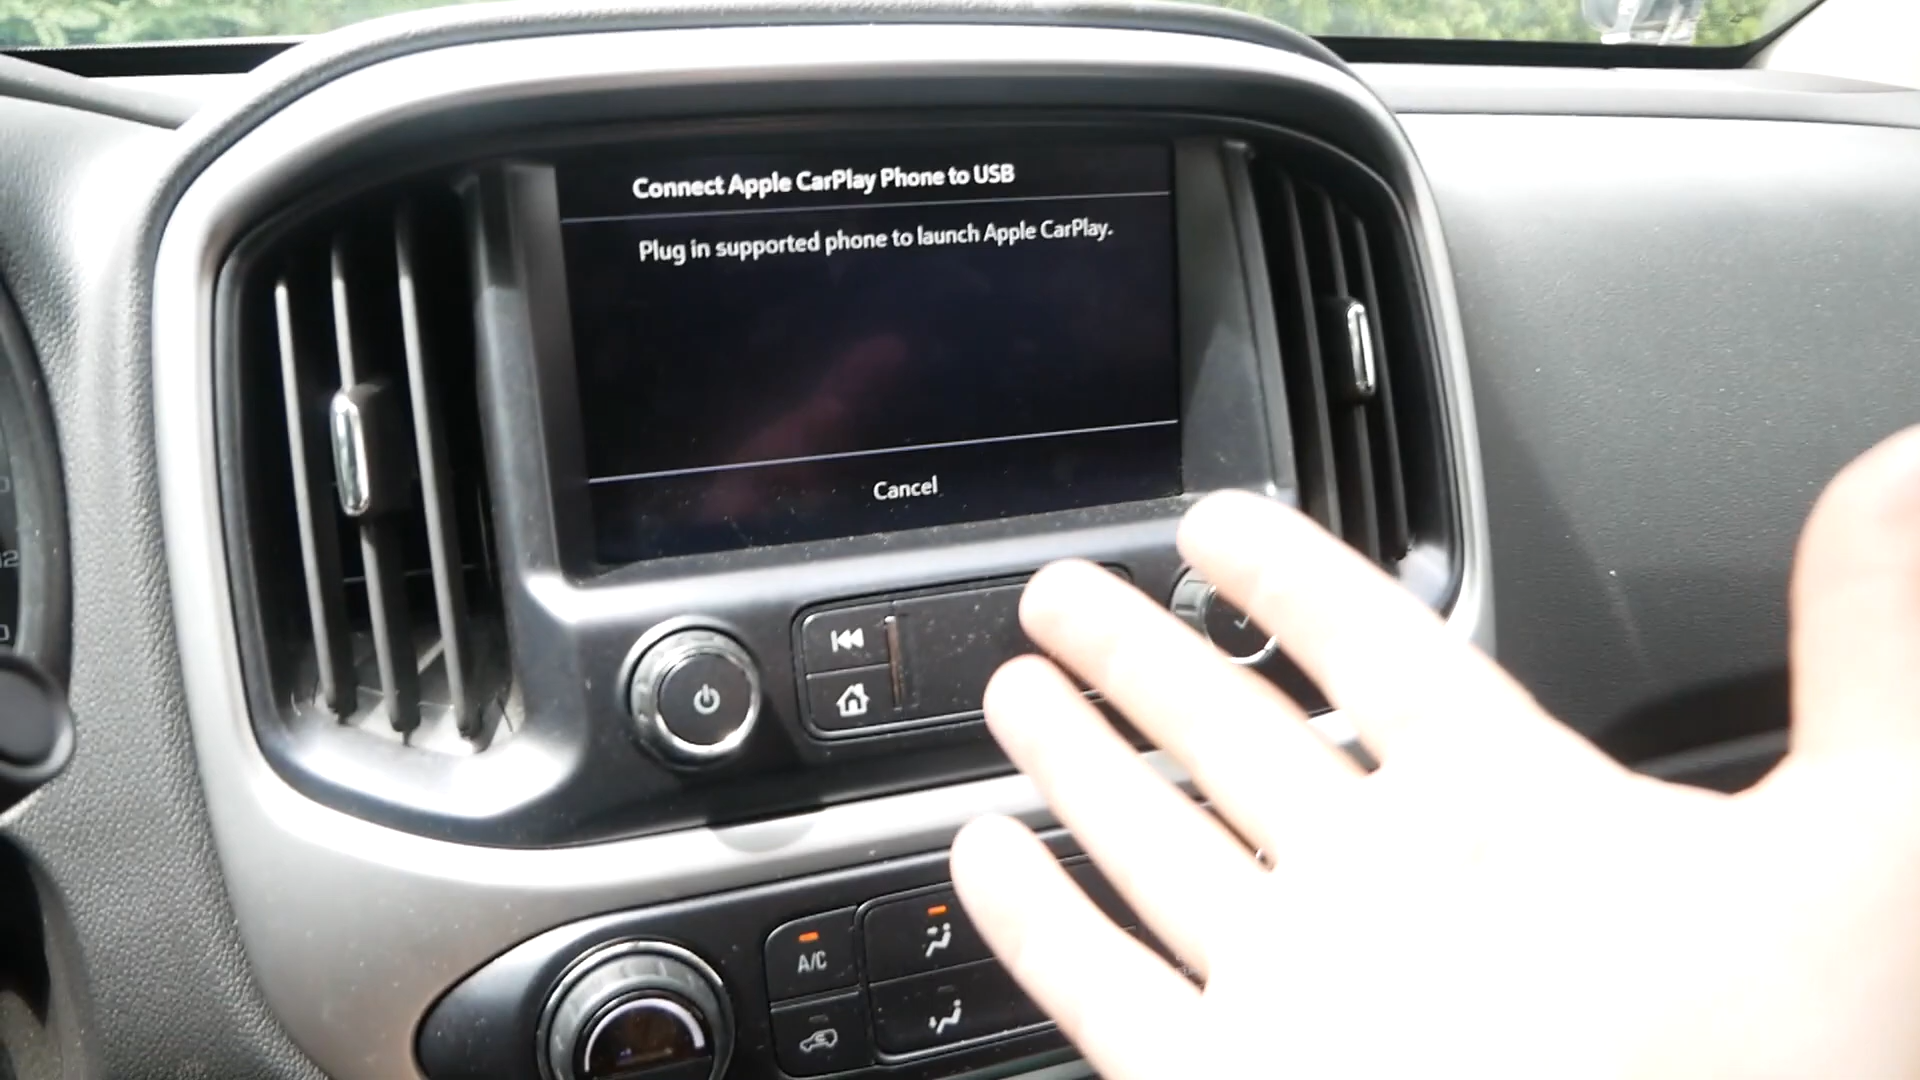 Connect Apple CarPlay Phone to USB
Plug in supported phone to launch Apple CarPlay.
Cancel
A/C